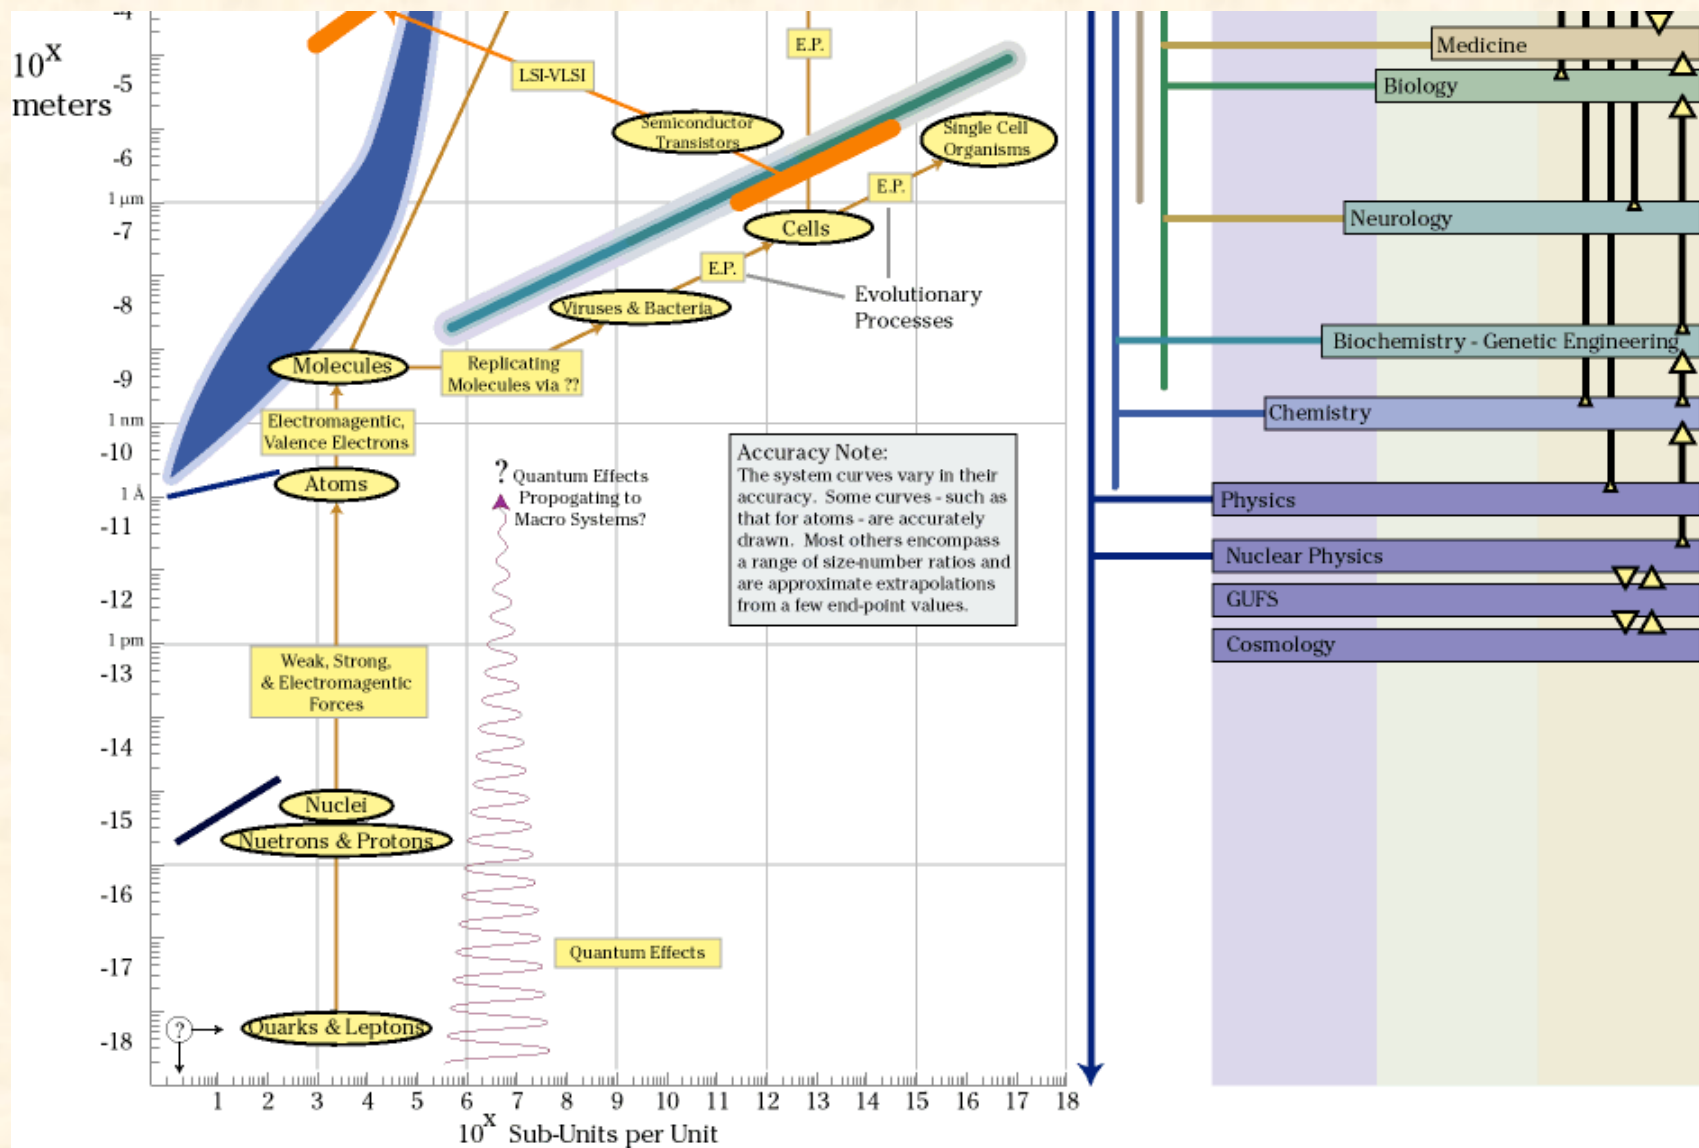 -4
10x
meters
-5
-6
1 μm
-7
-8
-9
1 nm
-10
1 Å
-11
-12
1 pm
-13
-14
-15
-16
-17
-18
E.P.
LSI-VLSI
Semiconductor
Transistors
Single Cell
Organisms
E.P.
Cells
E.P.
Evolutionary
Processes
Viruses & Bacteria
Molecules
Replicating
Molecules via ??
Electromagentic,
Valence Electrons
Atoms
? Quantum Effects
Propogating to
Macro Systems?
Accuracy Note:
The system curves vary in their
accuracy. Some curves - such as
that for atoms - are accurately
drawn. Most others encompass
a range of size-number ratios and
are approximate extrapolations
from a few end-point values.
Weak, Strong,
& Electromagentic
Forces
Nuclei
Nuetrons & Protons
Quantum Effects
?
Quarks & Leptons
1 2 3 4 5 6 7 8 9 10 11 12 13 14 15 16 17 18
10x Sub-Units per Unit
Medicine
Biology
Neurology
Biochemistry - Genetic Engineering
Chemistry
Physics
Nuclear Physics
GUFS
Cosmology